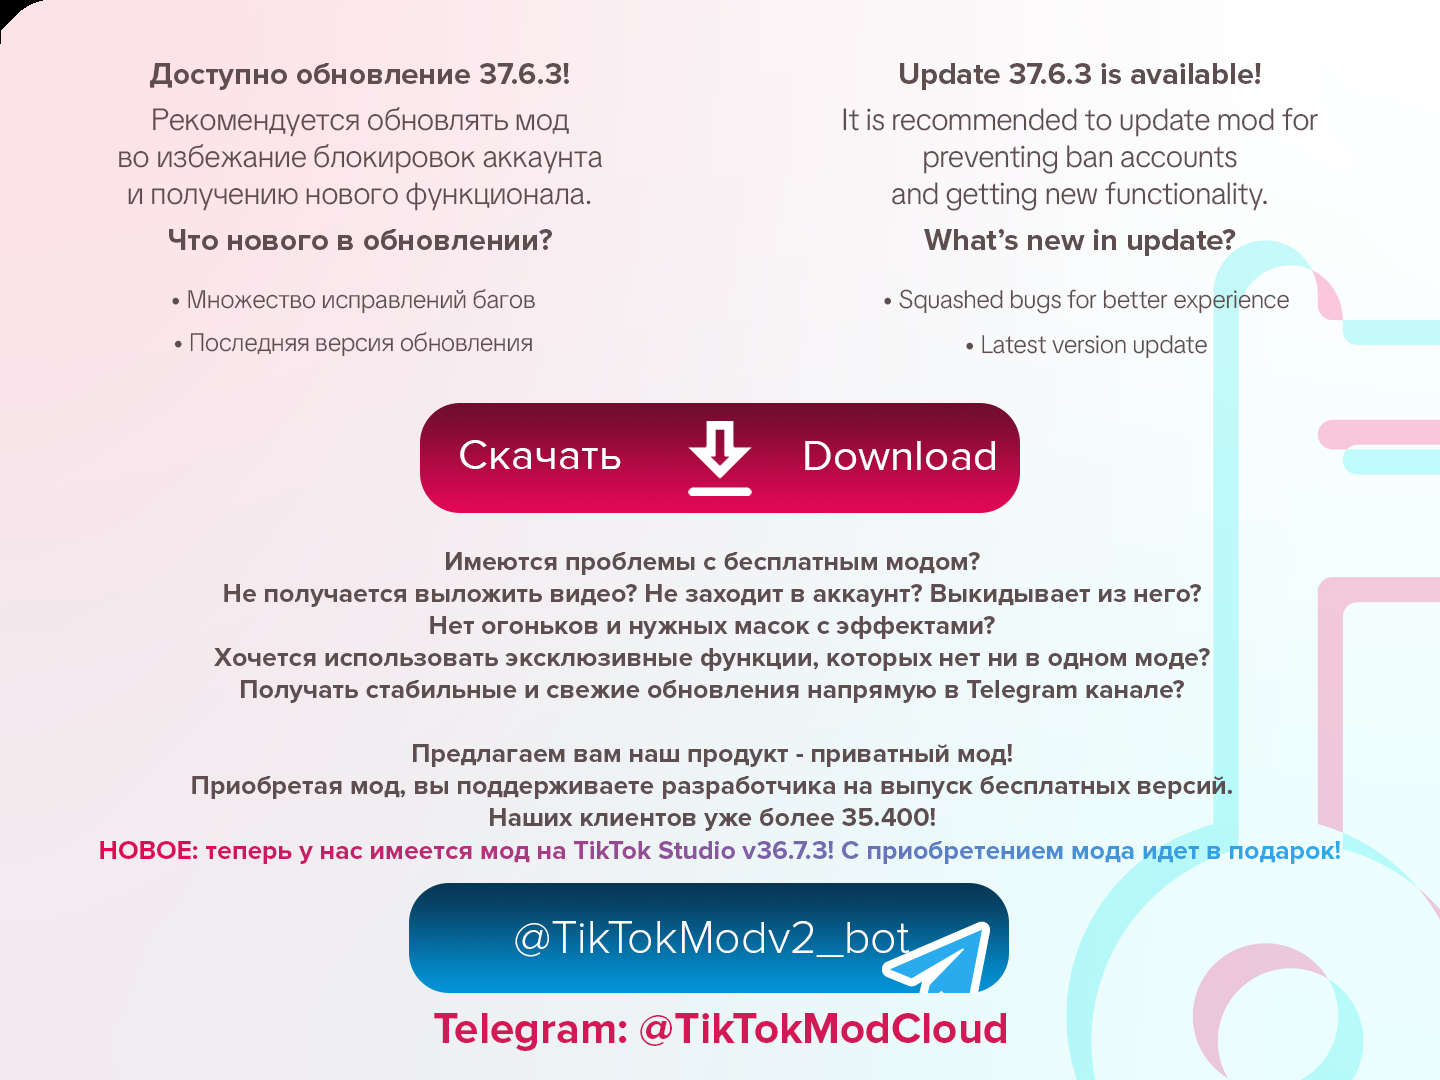 Доступно обновление 37.6.3!
Рекомендуется обновлять мод
во избежание блокировок аккаунта
и получению нового функционала.
Что нового в обновлении?
• Множество исправлений багов
• Последняя версия обновления
Update 37.6.3 is available!
It is recommended to update mod for
preventing ban accounts
and getting new functionality.
What's new in update?
• Squashed bugs for better experience
• Latest version update
Скачать Download
Имеются проблемы с бесплатным модом?
Не получается выложить видео? Не заходит в аккаунт? Выкидывает из него?
Нет огоньков и нужных масок с эффектами?
Хочется использовать эксклюзивные функции, которых нет ни в одном моде?
Получать стабильные и свежие обновления напрямую в Telegram канале?
Предлагаем вам наш продукт - приватный мод!
Приобретая мод, вы поддерживаете разработчика на выпуск бесплатных версий.
Наших клиентов уже более 35.400!
НОВОЕ: теперь у нас имеется мод на TikTok Studio v36.7.3! С приобретением мода идет в подарок!
@TikTokModv2_bot
Telegram: @TikTokModCloud